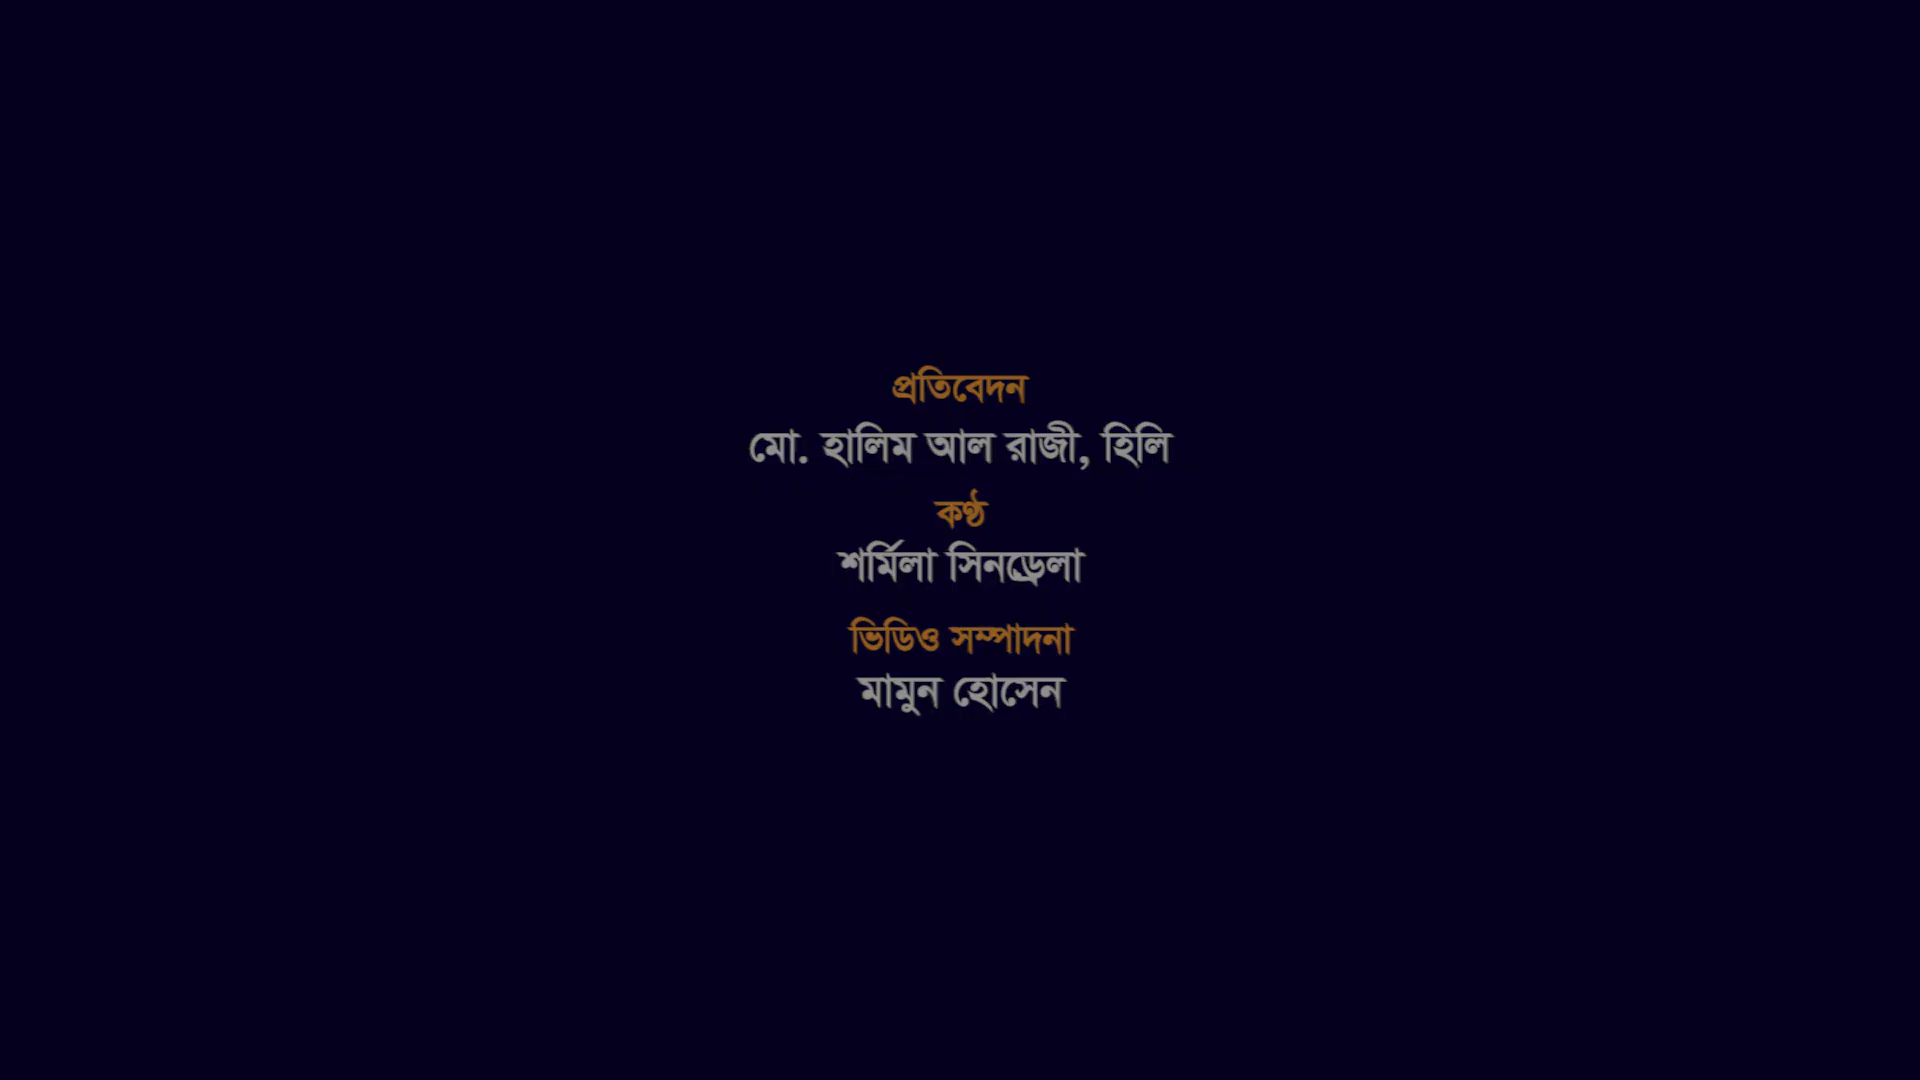 প্রতিবেদন
মো. হালিম আল রাজী, হিলি
কণ্ঠ
শর্মিলা সিনড্রেলা
ভিডিও সম্পাদনা
মামুন হোসেন